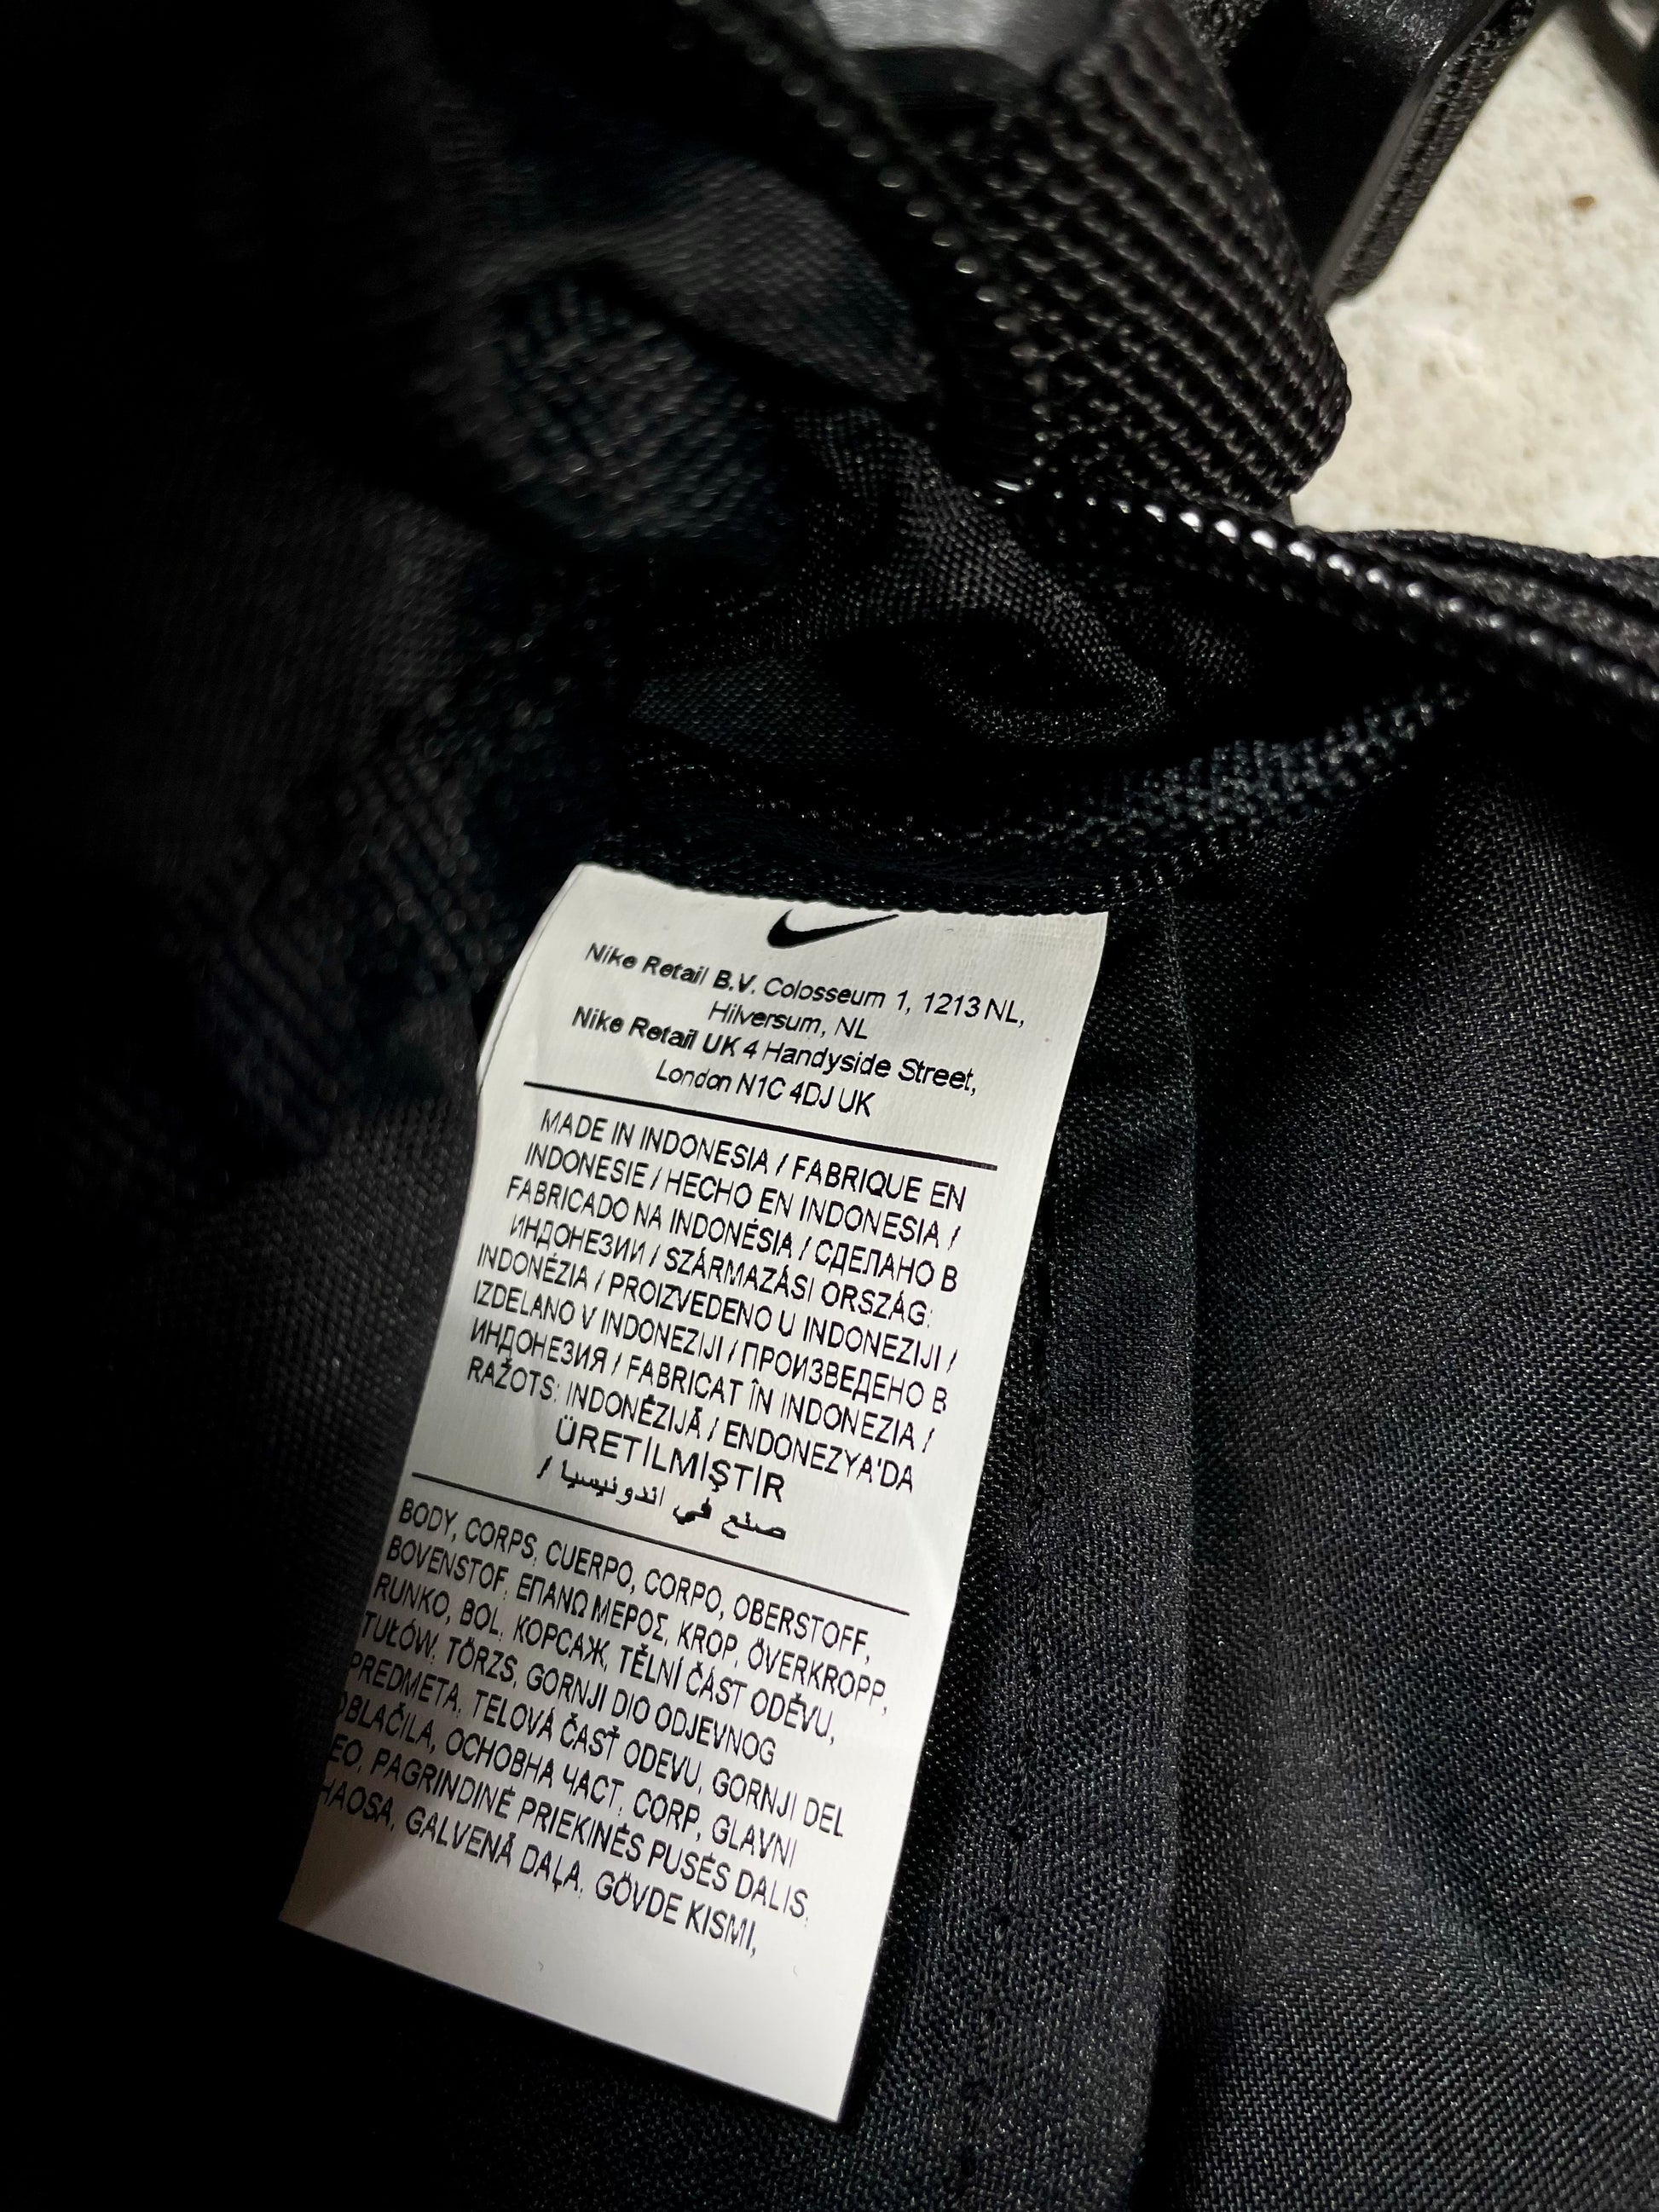 Nike Retail B.V. Colosseum 1, 1213 NL,
Hilversum, NL
Nike Retail UK 4 Handyside Street,
London N1C 4DJ UK
MADE IN INDONESIA / FABRIQUE EN
INDONESIE / HECHO EN INDONESIA /
FABRICADO NA INDONÉSIA / СДЕЛАНО В
ИНДОНЕЗИИ / SZÁRMAZÁSI ORSZÁG:
INDONÉZIA / PROIZVEDENO U INDONEZIJI /
IZDELANO V INDONEZIJI / ПРОИЗВЕДЕНО В
ИНДОНЕЗИЯ / FABRICAT ÎN INDONEZIA /
RAŽOTS: INDONĒZIJĀ / ENDONEZYA'DA
ÜRETİLMİŞTİR
صنع في اندونيسيا /
BODY, CORPS, CUERPO, CORPO, OBERSTOFF,
BOVENSTOF, ΕΠΑΝΩ ΜΕΡΟΣ, KROP, ÖVERKROPP,
RUNKO, BOL, КОРСАЖ, TĚLNÍ ČÁST ODĚVU,
TUŁÓW, TÖRZS, GORNJI DIO ODJEVNOG
PREDMETA, TELOVÁ ČASŤ ODEVU, GORNJI DEL
OBLAČILA, ОСНОВНА ЧАСТ, CORP, GLAVNI
EO, PAGRINDINĖ PRIEKINĖS PUSĖS DALIS,
HAOSA, GALVENĀ DAĻA, GÖVDE KISMI,